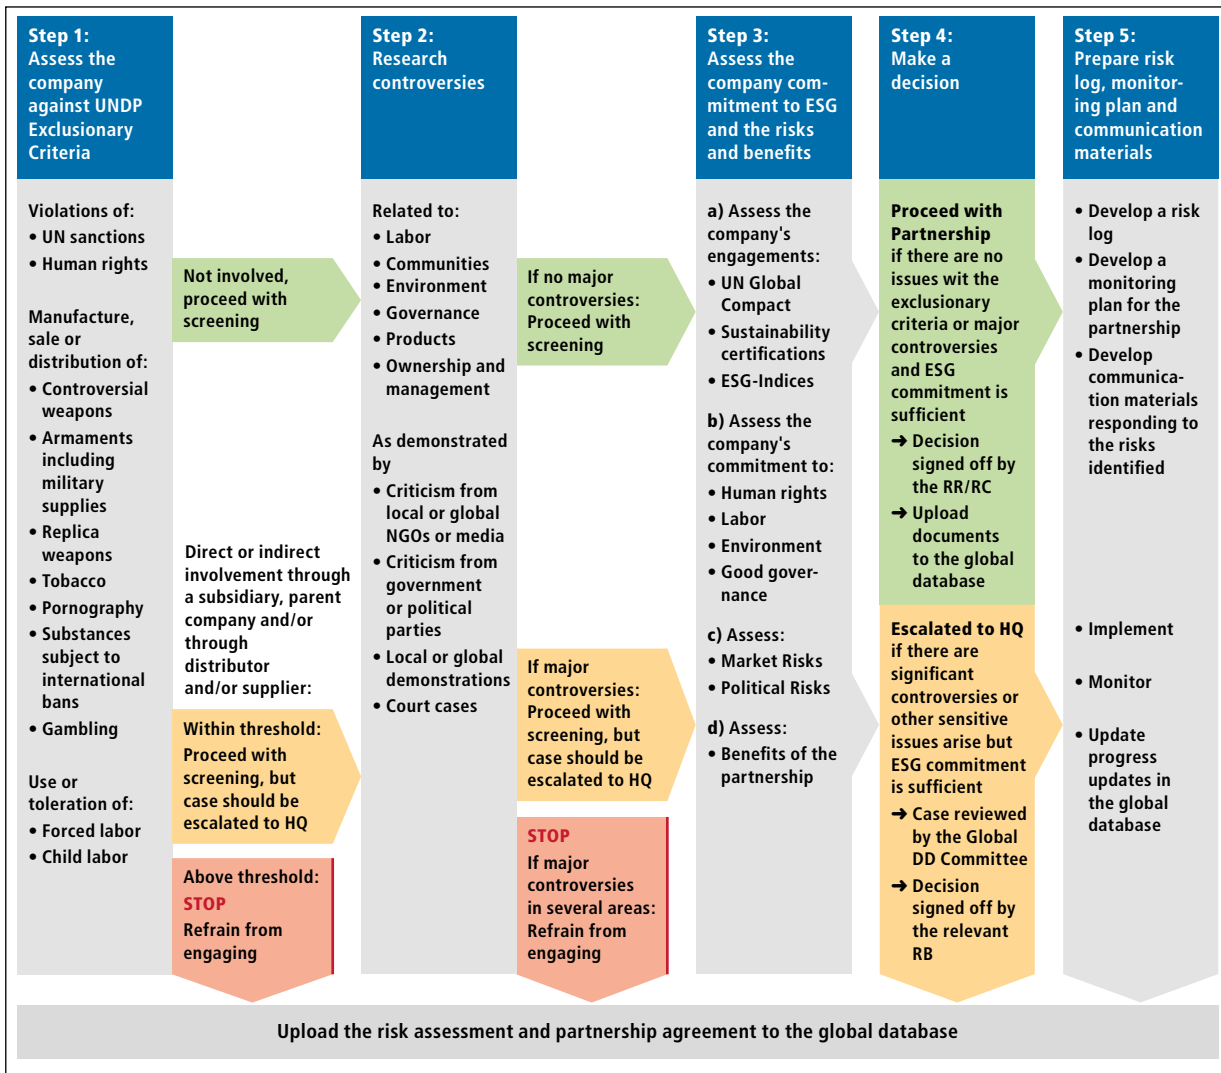 Step 1:
Assess the
company
against UNDP
Exclusionary
Criteria
Violations of:
• UN sanctions
• Human rights
Manufacture,
sale or
distribution of:
• Controversial
weapons
• Armaments
including
military
supplies
• Replica
weapons
• Tobacco
• Pornography
• Substances
subject to
international
bans
• Gambling
Use or
toleration of:
• Forced labor
• Child labor
Not involved,
proceed with
screening
Direct or indirect
involvement through
a subsidiary, parent
company and/or
through
distributor
and/or supplier:
Within threshold:
Proceed with
screening, but
case should be
escalated to HQ
Above threshold:
STOP
Refrain from
engaging
Step 2:
Research
controversies
Related to:
• Labor
• Communities
• Environment
• Governance
• Products
• Ownership and
management
As demonstrated
by
• Criticism from
local or global
NGOs or media
• Criticism from
government
or political
parties
• Local or global
demonstrations
• Court cases
If no major
controversies:
Proceed with
screening
If major
controversies:
Proceed with
screening, but
case should be
escalated to HQ
STOP
If major
controversies
in several areas:
Refrain from
engaging
Step 3:
Assess the
company com-
mitment to ESG
and the risks
and benefits
a) Assess the
company's
engagements:
• UN Global
Compact
• Sustainability
certifications
• ESG-Indices
b) Assess the
company's
commitment to:
• Human rights
• Labor
• Environment
• Good gover-
nance
c) Assess:
• Market Risks
• Political Risks
d) Assess:
• Benefits of the
partnership
Step 4:
Make a
decision
Proceed with
Partnership
if there are no
issues wit the
exclusionary
criteria or major
controversies
and ESG
commitment is
sufficient
➔ Decision
signed off by
the RR/RC
➔ Upload
documents
to the global
database
Escalated to HQ
if there are
significant
controversies or
other sensitive
issues arise but
ESG commitment
is sufficient
➔ Case reviewed
by the Global
DD Committee
➔ Decision
signed off by
the relevant
RB
Step 5:
Prepare risk
log, monitor-
ing plan and
communication
materials
• Develop a risk
log
• Develop a
monitoring
plan for the
partnership
• Develop
communica-
tion materials
responding to
the risks
identified
• Implement
• Monitor
• Update
progress
updates in
the global
database
Upload the risk assessment and partnership agreement to the global database